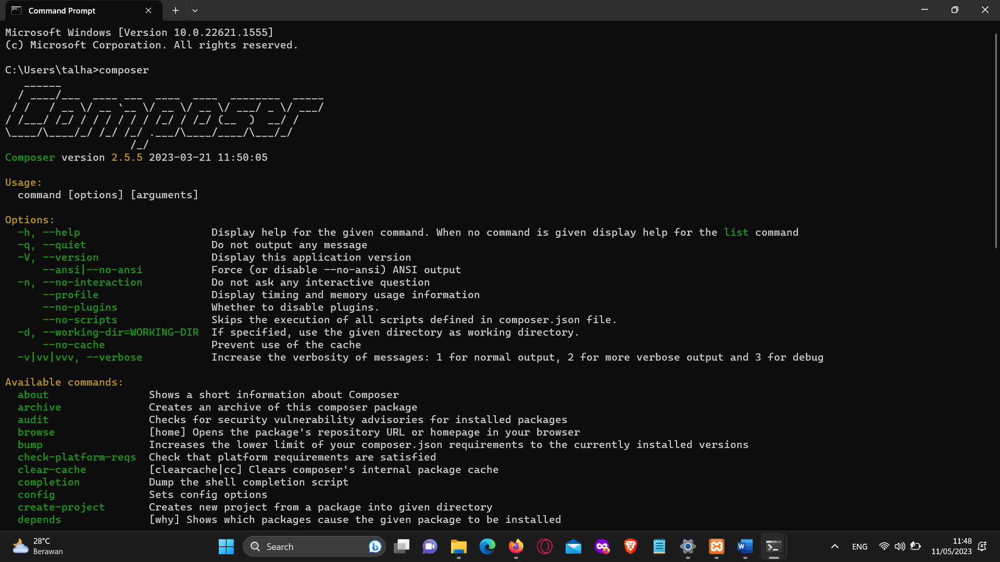 Command Prompt
Microsoft Windows [Version 10.0.22621.1555]
(c) Microsoft Corporation. All rights reserved.
C:\Users\talha>composer
   ______
  / ____/___  ____ ___  ____  ____  ________  _____
 / /   / __ \/ __ `__ \/ __ \/ __ \/ ___/ _ \/ ___/
/ /___/ /_/ / / / / / / /_/ / /_/ (__  )  __/ /
\____/\____/_/ /_/ /_/ .___/\____/____/\___/_/
                    /_/
Composer version 2.5.5 2023-03-21 11:50:05
Usage:
  command [options] [arguments]
Options:
  -h, --help                     Display help for the given command. When no command is given display help for the list command
  -q, --quiet                    Do not output any message
  -V, --version                  Display this application version
      --ansi|--no-ansi           Force (or disable --no-ansi) ANSI output
  -n, --no-interaction           Do not ask any interactive question
      --profile                  Display timing and memory usage information
      --no-plugins               Whether to disable plugins.
      --no-scripts               Skips the execution of all scripts defined in composer.json file.
  -d, --working-dir=WORKING-DIR  If specified, use the given directory as working directory.
      --no-cache                 Prevent use of the cache
  -v|vv|vvv, --verbose           Increase the verbosity of messages: 1 for normal output, 2 for more verbose output and 3 for debug
Available commands:
  about                Shows a short information about Composer
  archive              Creates an archive of this composer package
  audit                Checks for security vulnerability advisories for installed packages
  browse               [home] Opens the package's repository URL or homepage in your browser
  bump                 Increases the lower limit of your composer.json requirements to the currently installed versions
  check-platform-reqs  Check that platform requirements are satisfied
  clear-cache          [clearcache|cc] Clears composer's internal package cache
  completion           Dump the shell completion script
  config               Sets config options
  create-project       Creates new project from a package into given directory
  depends              [why] Shows which packages cause the given package to be installed
28°C
Berawan
Search
ENG
11:48
11/05/2023